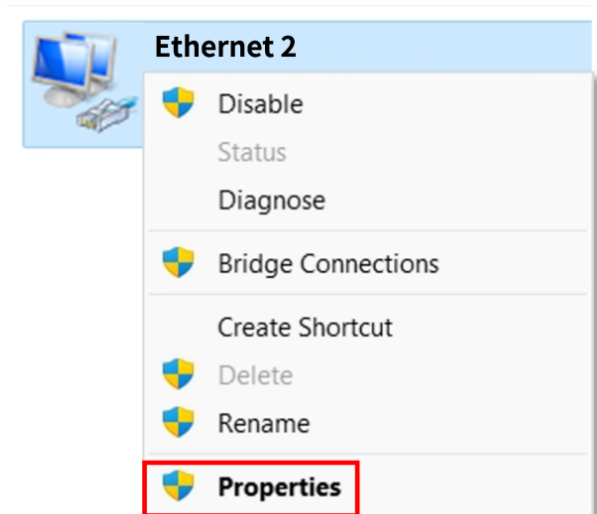 Ethernet 2
Disable
Status
Diagnose
Bridge Connections
Create Shortcut
Delete
Rename
Properties